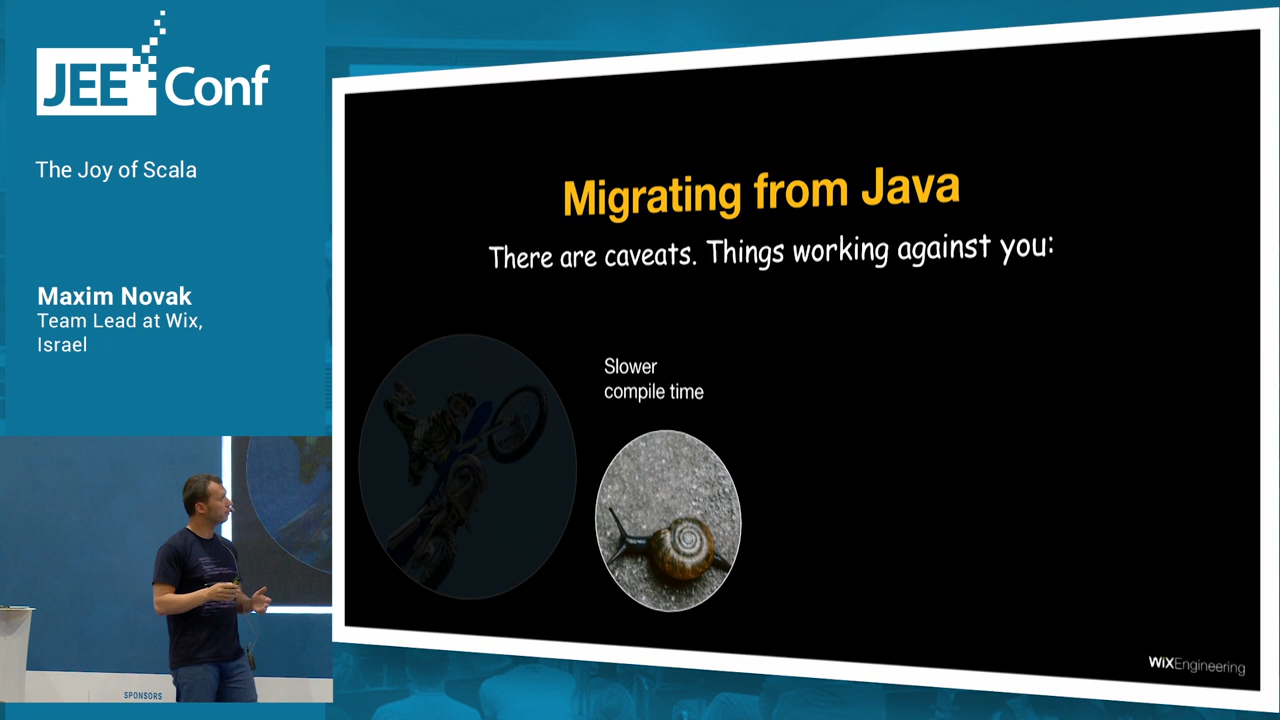 JEE Conf
The Joy of Scala
Maxim Novak
Team Lead at Wix,
Israel
Migrating from Java
There are caveats. Things working against you:
Slower
compile time
WiXEngineering
SPONSORS